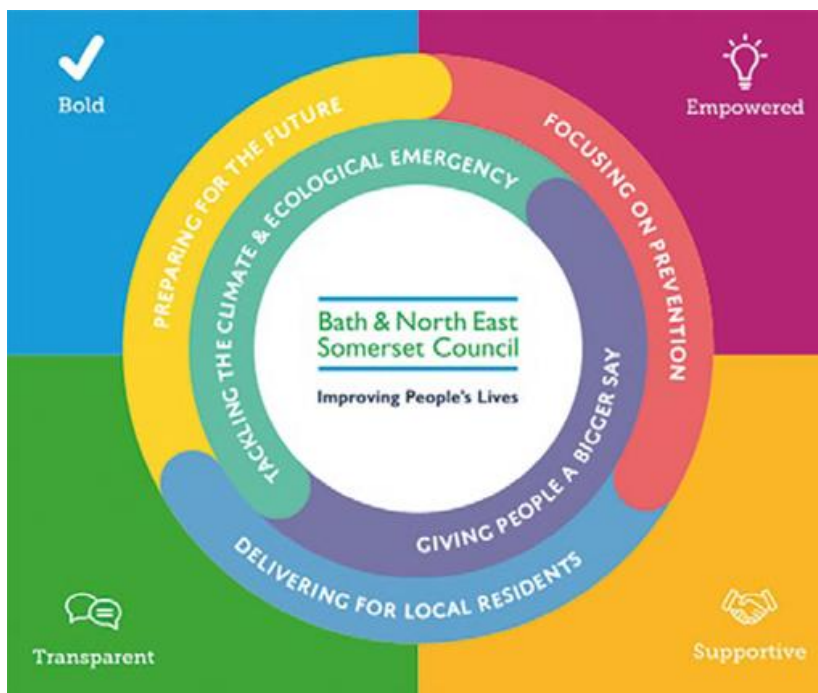 Bold
Empowered
PREPARING FOR THE FUTURE
FOCUSING ON PREVENTION
TACKLING THE CLIMATE & ECOLOGICAL EMERGENCY
Bath & North East
Somerset Council
Improving People's Lives
GIVING PEOPLE A BIGGER SAY
DELIVERING FOR LOCAL RESIDENTS
Transparent
Supportive